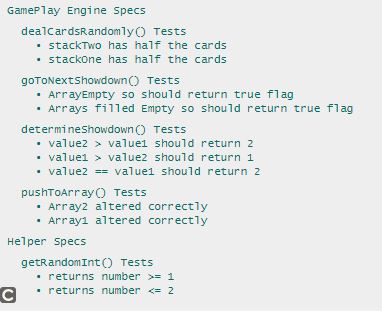 GamePlay Engine Specs
dealCardsRandomly() Tests
• stackTwo has half the cards
• stackOne has half the cards
goToNextShowdown() Tests
• ArrayEmpty so should return true flag
• Arrays filled Empty so should return true flag
determineShowdown() Tests
• value2 > value1 should return 2
• value1 > value2 should return 1
• value2 == value1 should return 2
pushToArray() Tests
• Array2 altered correctly
• Array1 altered correctly
Helper Specs
getRandomInt() Tests
• returns number >= 1
• returns number <= 2
C